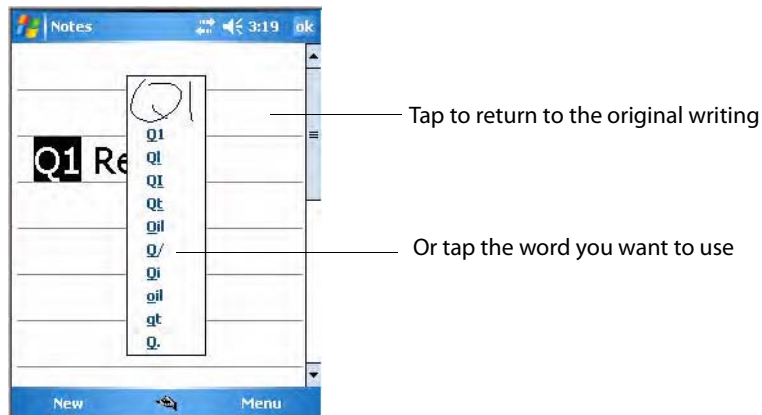 Notes 3:19 ok
Q1
Tap to return to the original writing
Q1 Re
Q1
Ql
QI
Qt
Oil
Q/
Qi
oil
qt
Q.
Or tap the word you want to use
New Menu